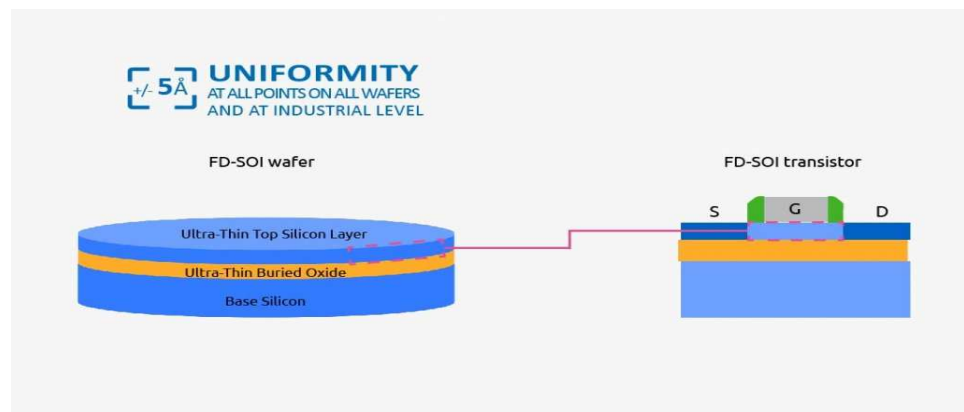 +/- 5Å
UNIFORMITY
AT ALL POINTS ON ALL WAFERS
AND AT INDUSTRIAL LEVEL
FD-SOI wafer
FD-SOI transistor
S
G
D
Ultra-Thin Top Silicon Layer
Ultra-Thin Buried Oxide
Base Silicon